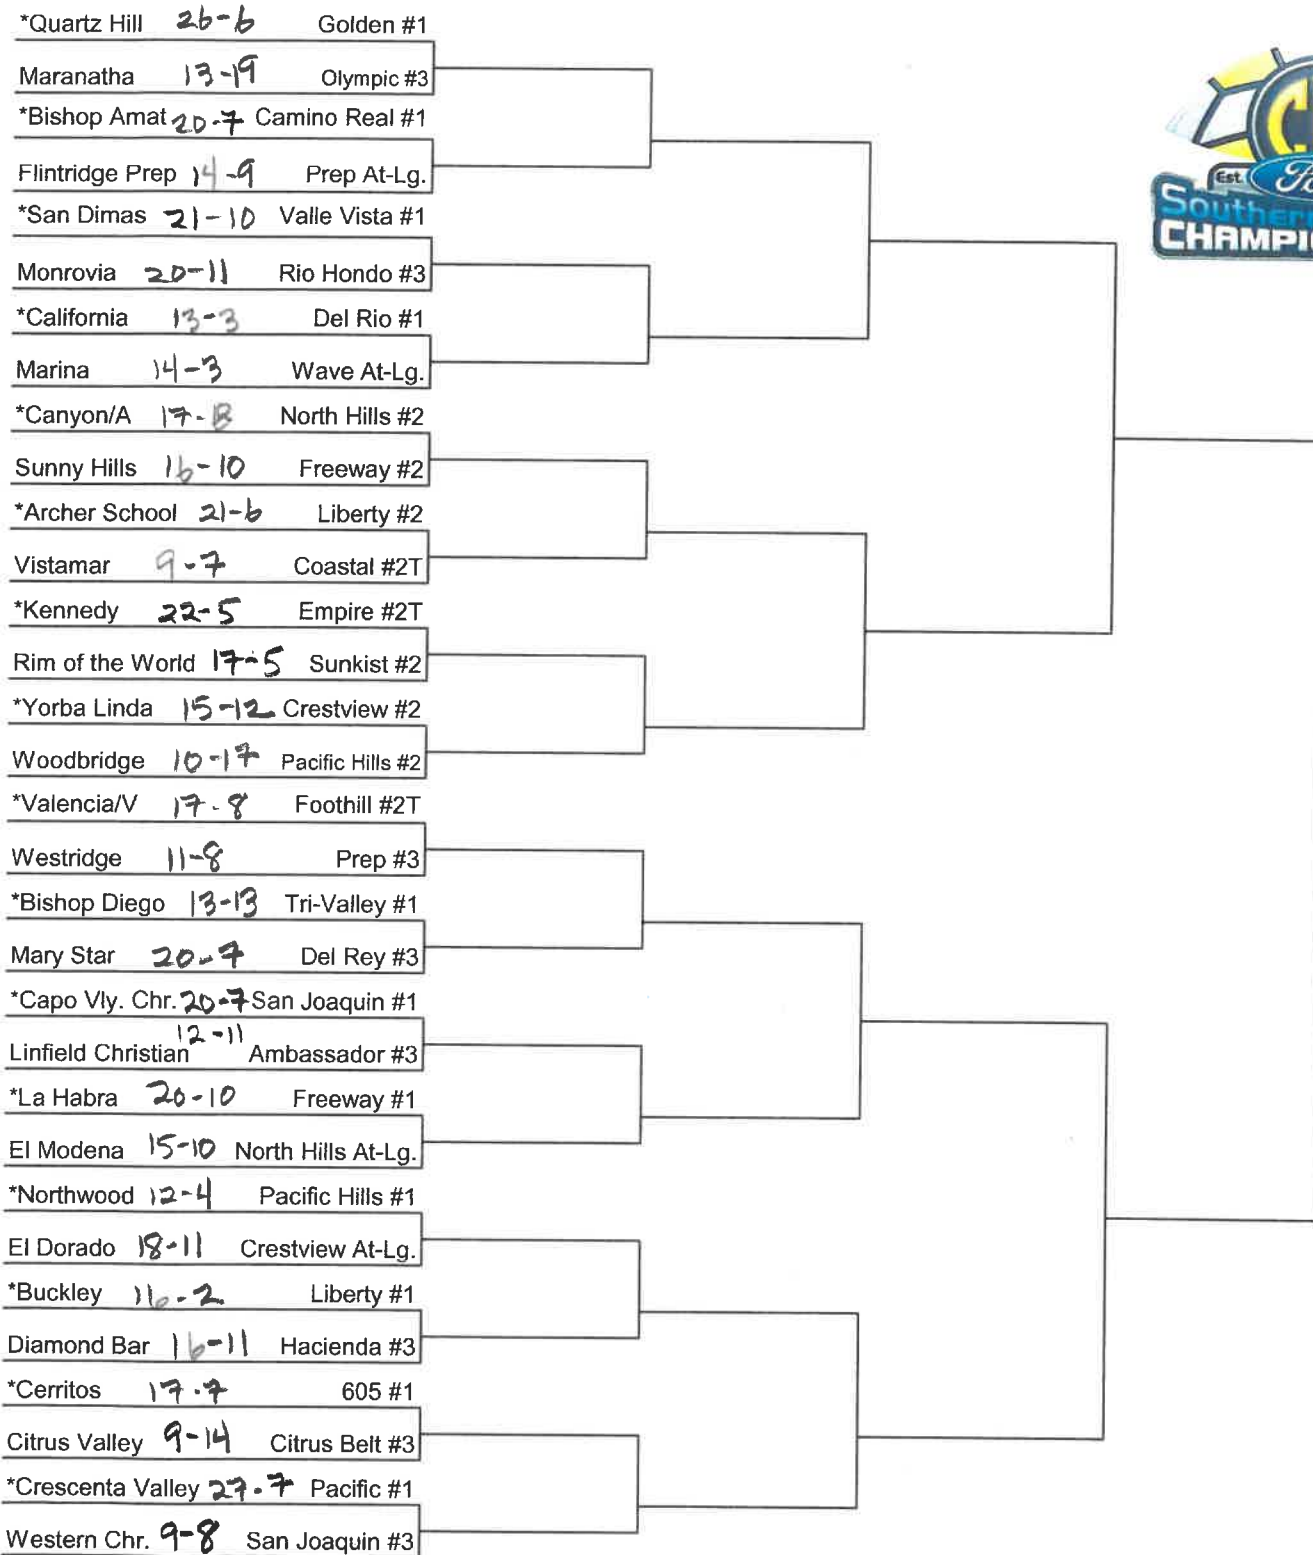 *Quartz Hill 26-6 Golden #1
Maranatha 13-19 Olympic #3
*Bishop Amat 20-7 Camino Real #1
Flintridge Prep 14-9 Prep At-Lg.
*San Dimas 21-10 Valle Vista #1
Monrovia 20-11 Rio Hondo #3
*California 13-3 Del Rio #1
Marina 14-3 Wave At-Lg.
*Canyon/A North Hills #2
Sunny Hills 16-10 Freeway #2
*Archer School 21-6 Liberty #2
Vistamar 9-7 Coastal #2T
*Kennedy 22-5 Empire #2T
Rim of the World 17-5 Sunkist #2
*Yorba Linda 15-12 Crestview #2
Woodbridge 10-17 Pacific Hills #2
*Valencia/V 17-8 Foothill #2T
Westridge 11-8 Prep #3
*Bishop Diego 13-13 Tri-Valley #1
Mary Star 20-7 Del Rey #3
*Capo Vly. Chr. 20-7 San Joaquin #1
Linfield Christian 12-11 Ambassador #3
*La Habra 20-10 Freeway #1
El Modena 15-10 North Hills At-Lg.
*Northwood 12-4 Pacific Hills #1
El Dorado 18-11 Crestview At-Lg.
*Buckley 16-2 Liberty #1
Diamond Bar 16-11 Hacienda #3
*Cerritos 17-7 605 #1
Citrus Valley 9-14 Citrus Belt #3
*Crescenta Valley 27-7 Pacific #1
Western Chr. 9-8 San Joaquin #3
Est.
Southern
CHAMPI